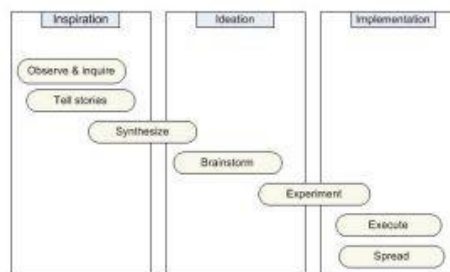 Inspiration
Ideation
Implementation
Observe & inquire
Tell stories
Synthesize
Brainstorm
Experiment
Execute
Spread